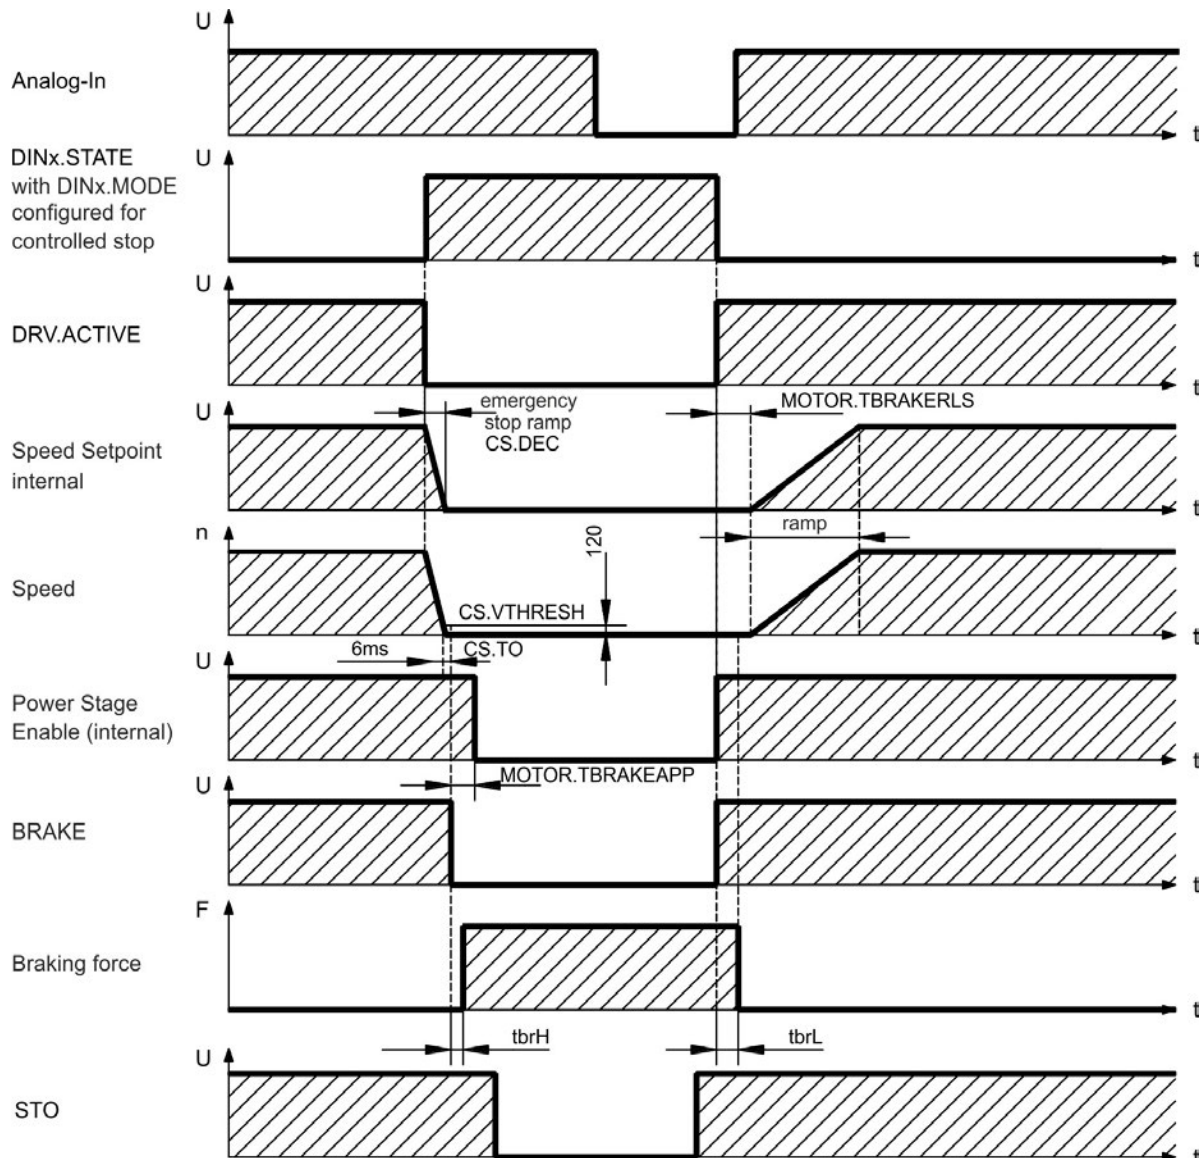 U
Analog-In
t
DINx.STATE
with DINx.MODE
configured for
controlled stop
U
t
U
DRV.ACTIVE
t
emergency
stop ramp
CS.DEC
MOTOR.TBRAKERLS
U
Speed Setpoint
internal
t
ramp
n
120
Speed
CS.VTHRESH
t
6ms
CS.TO
U
Power Stage
Enable (internal)
t
MOTOR.TBRAKEAPP
U
BRAKE
t
F
Braking force
t
tbrH
tbrL
U
STO
t